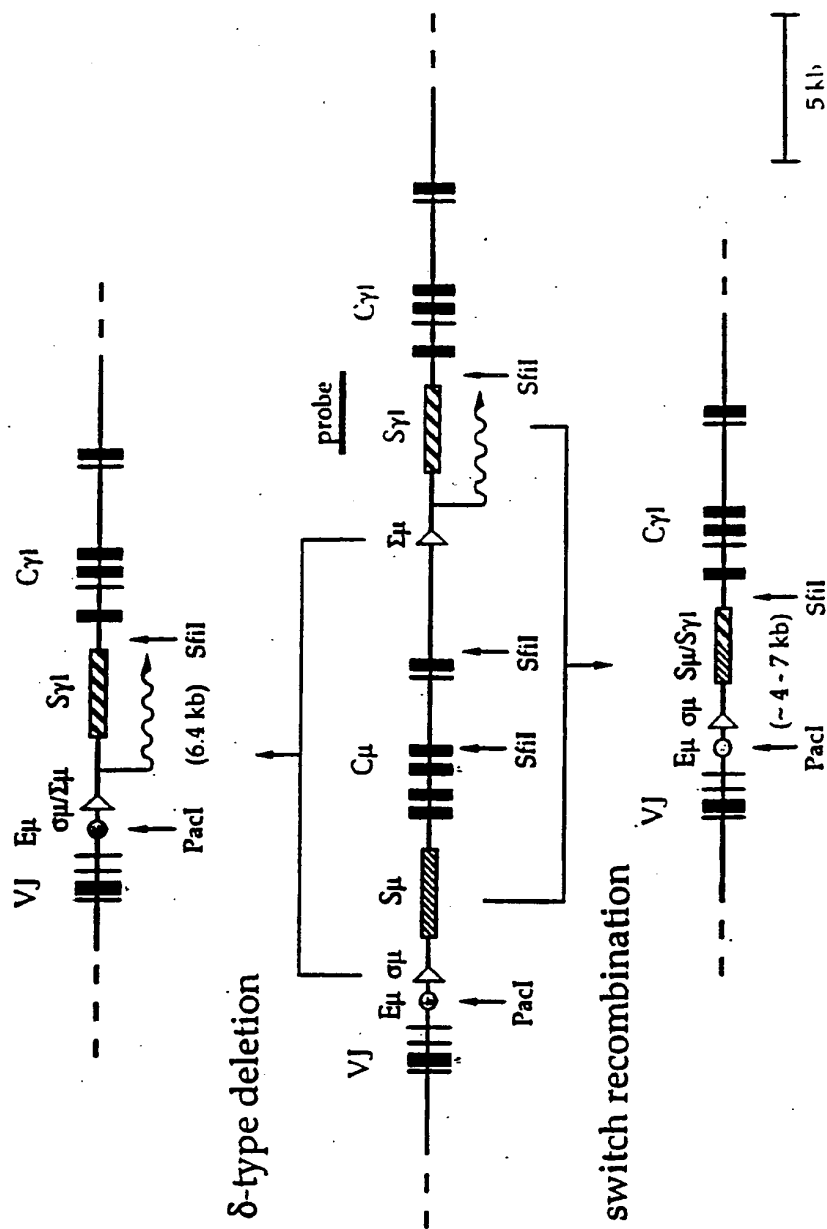 VJ Eμ σμ/Σμ Sγ1 Cγ1
(6.4 kb)
PacI SfiI
δ-type deletion
probe
VJ Eμ σμ Sμ Cμ Σμ Sγ1 Cγ1
PacI SfiI SfiI SfiI
switch recombination
VJ Eμ σμ Sμ/Sγ1 Cγ1
(~ 4 - 7 kb)
PacI SfiI
5 kb